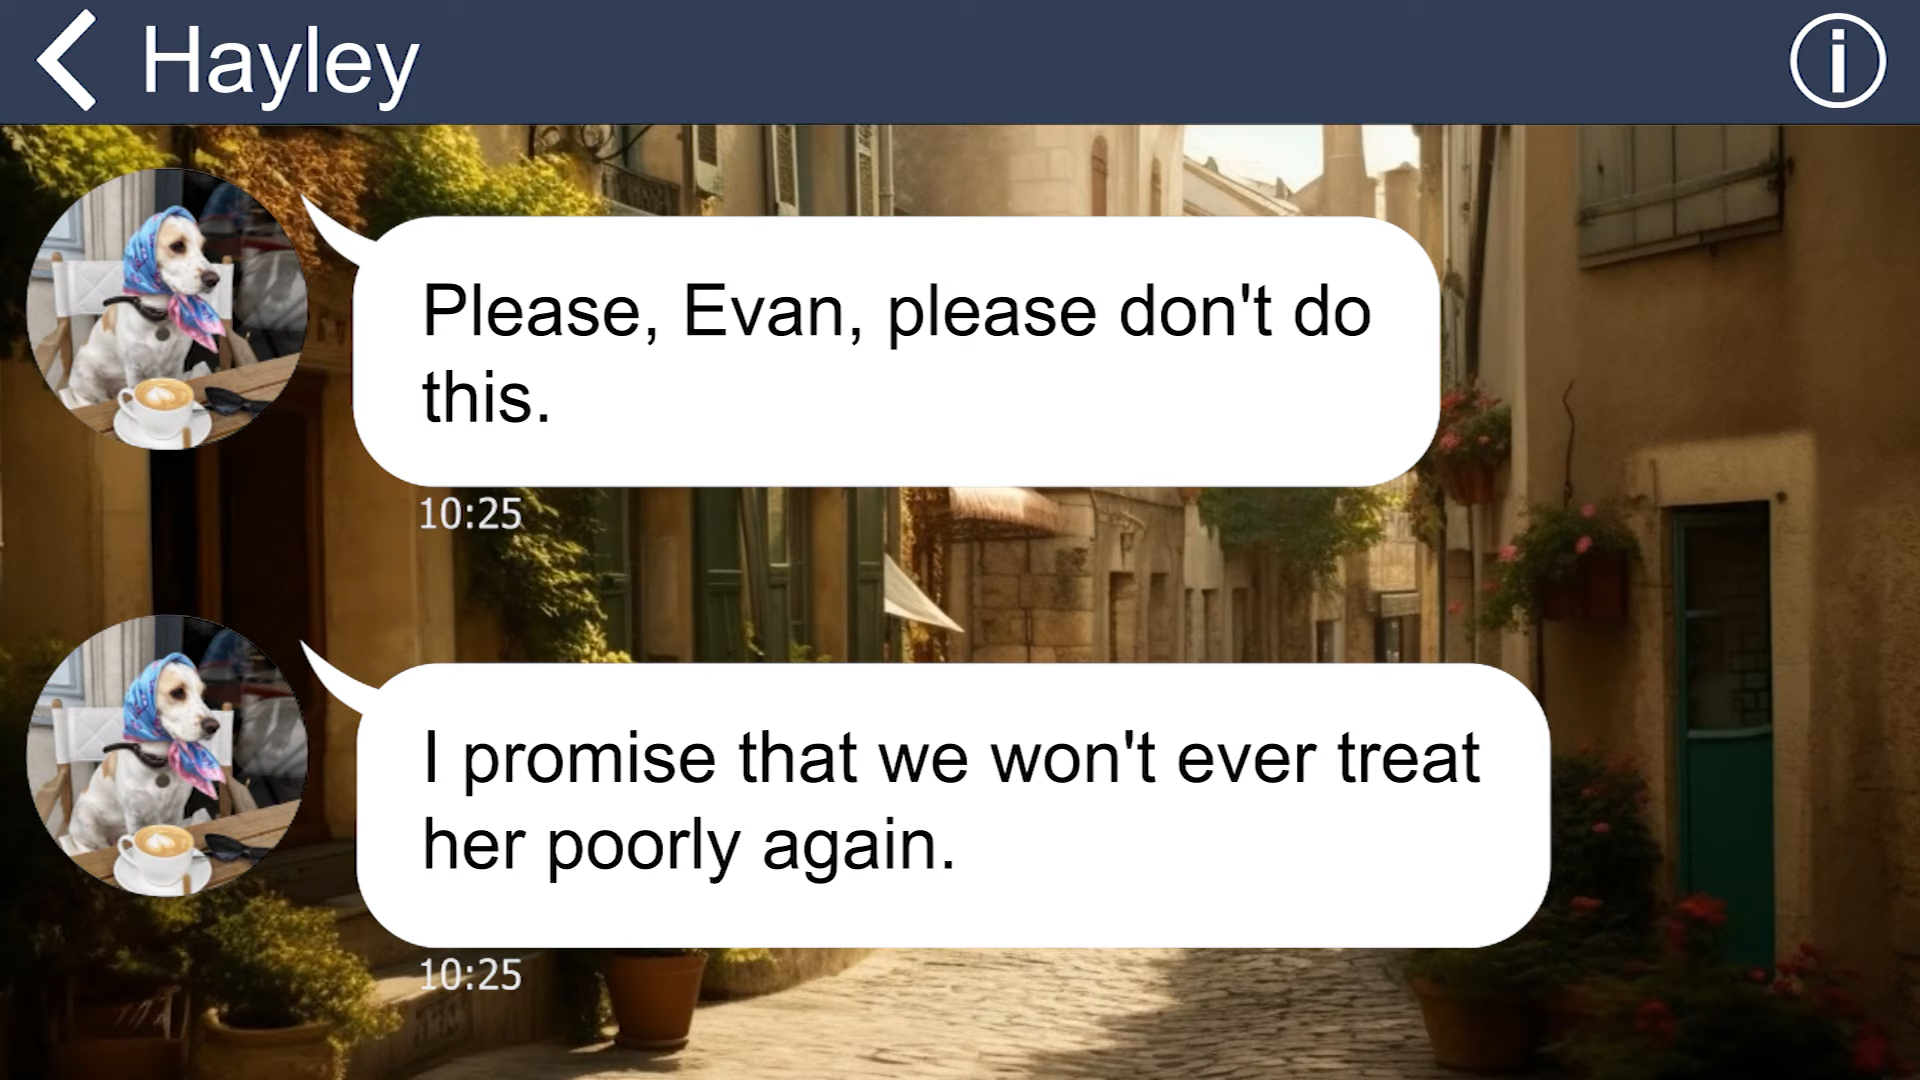 Hayley
Please, Evan, please don't do
this.
10:25
I promise that we won't ever treat
her poorly again.
10:25